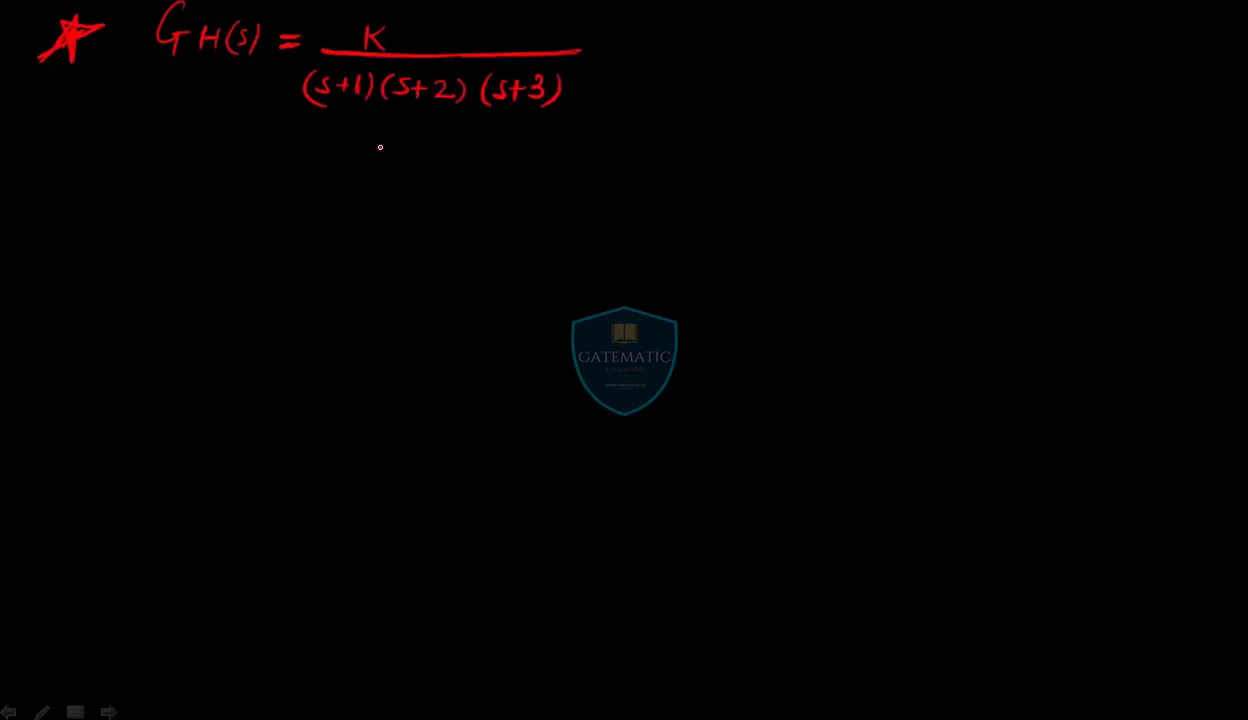 GH(s) = K
(s+1)(s+2)(s+3)
GATEMATIC